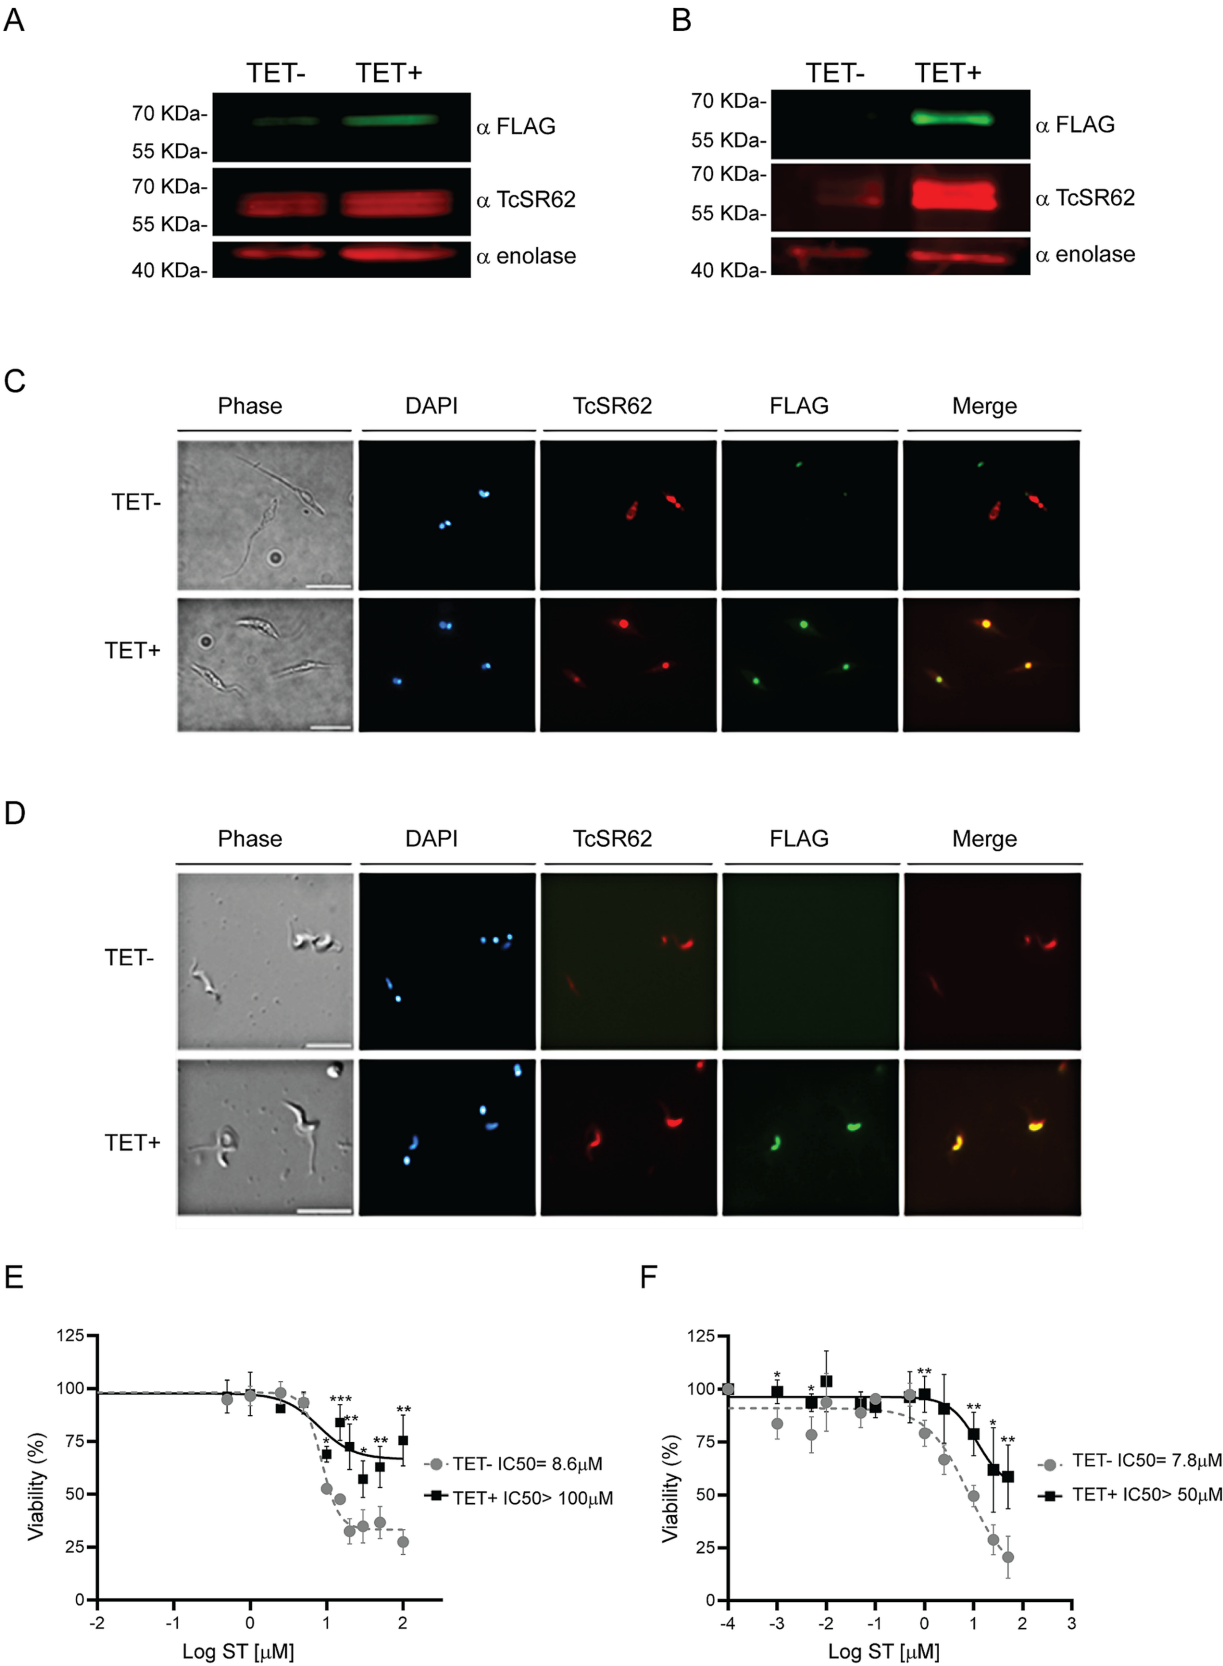 A
B
TET- TET+
TET- TET+
70 KDa-
α FLAG
55 KDa-
70 KDa-
α TcSR62
55 KDa-
α enolase
40 KDa-
70 KDa-
α FLAG
55 KDa-
70 KDa-
α TcSR62
55 KDa-
α enolase
40 KDa-
C
Phase DAPI TcSR62 FLAG Merge
TET-
TET+
D
Phase DAPI TcSR62 FLAG Merge
TET-
TET+
E
125
100
75
50
25
0
Viability (%)
-2 -1 0 1 2
Log ST [μM]
* *** ** * ** **
TET- IC50= 8.6μM
TET+ IC50> 100μM
F
125
100
75
50
25
0
Viability (%)
-4 -3 -2 -1 0 1 2 3
Log ST [μM]
* * ** ** * **
TET- IC50= 7.8μM
TET+ IC50> 50μM